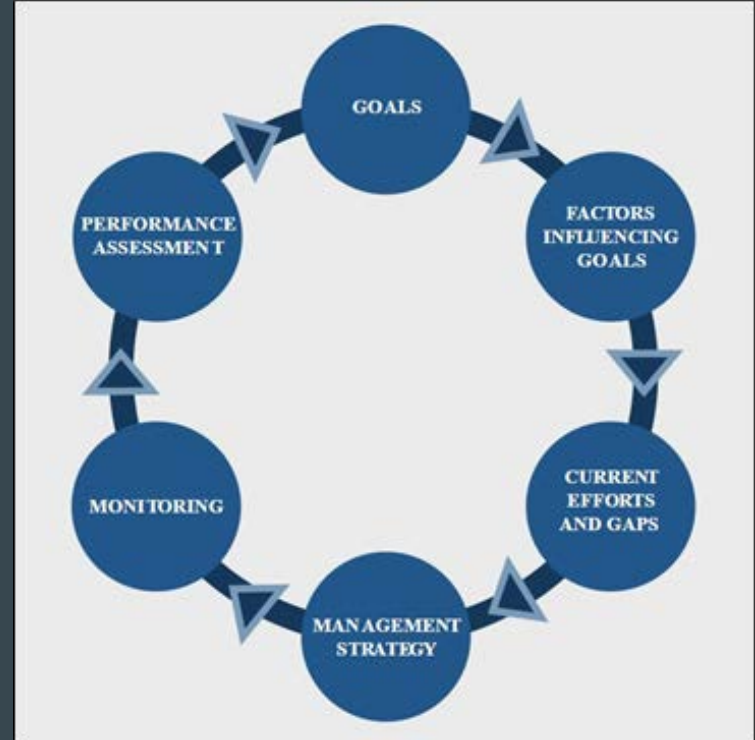 GOALS
FACTORS
INFLUENCING
GOALS
CURRENT
EFFORTS
AND GAPS
MANAGEMENT
STRATEGY
MONITORING
PERFORMANCE
ASSESSMENT